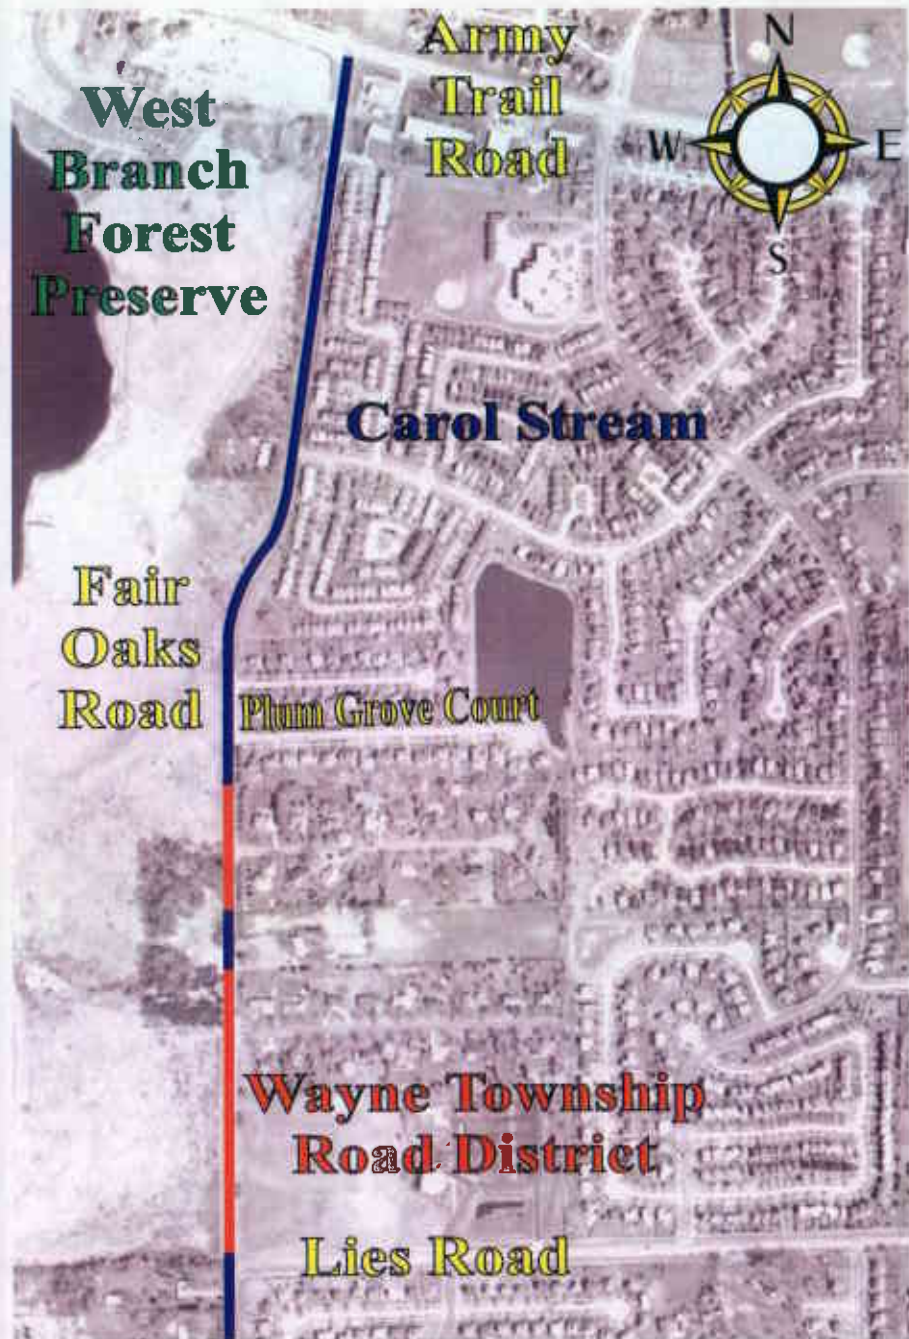 Army
Trail
Road
N
W
E
S
West
Branch
Forest
Preserve
Carol Stream
Fair
Oaks
Road
Plum Grove Court
Wayne Township
Road District
Lies Road